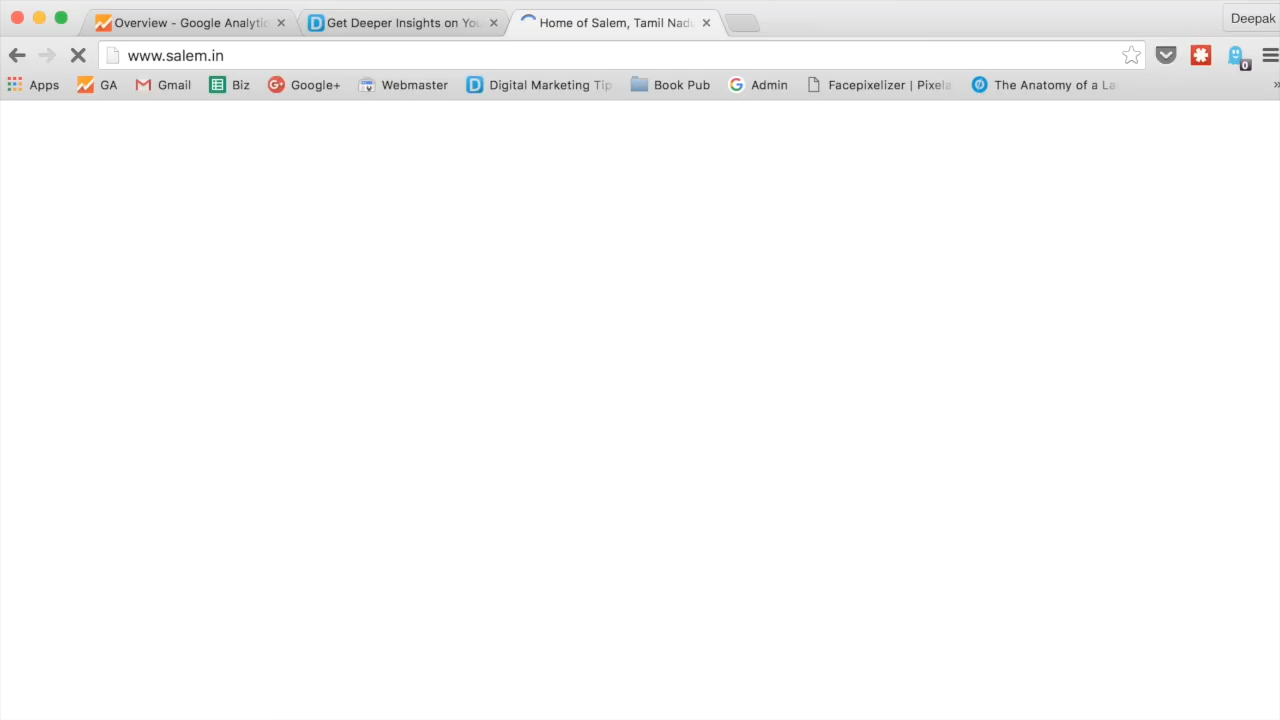 Overview - Google Analytic
Get Deeper Insights on You
Home of Salem, Tamil Nadu
Deepak
www.salem.in
0
Apps
GA
Gmail
Biz
Google+
Webmaster
Digital Marketing Tip
Book Pub
Admin
Facepixelizer | Pixela
The Anatomy of a La
»